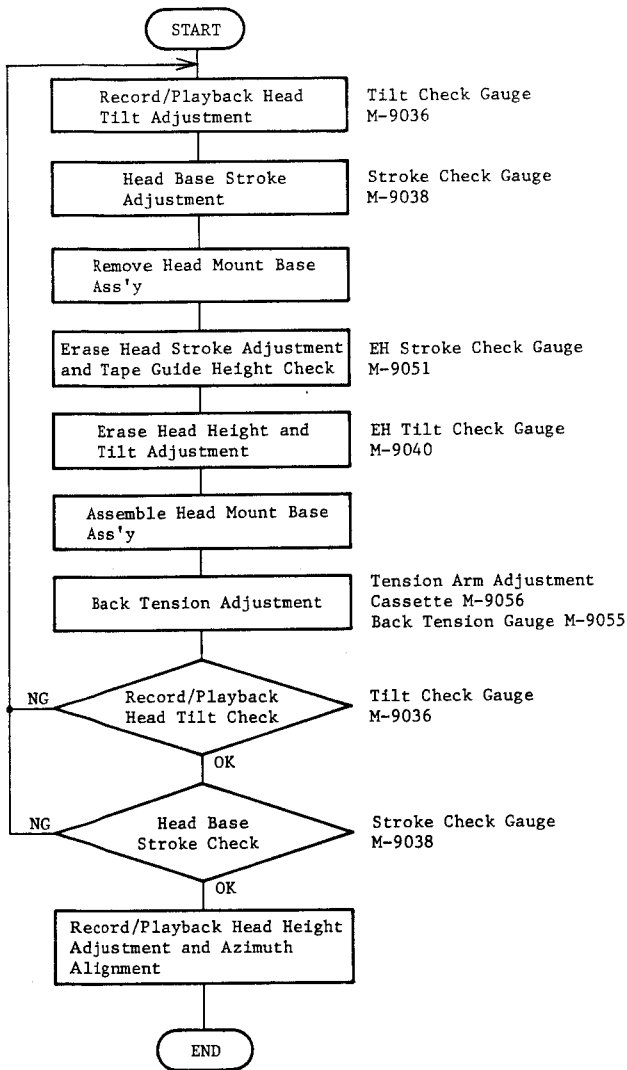 START
Record/Playback Head
Tilt Adjustment
Tilt Check Gauge
M-9036
Head Base Stroke
Adjustment
Stroke Check Gauge
M-9038
Remove Head Mount Base
Ass'y
Erase Head Stroke Adjustment
and Tape Guide Height Check
EH Stroke Check Gauge
M-9051
Erase Head Height and
Tilt Adjustment
EH Tilt Check Gauge
M-9040
Assemble Head Mount Base
Ass'y
Back Tension Adjustment
Tension Arm Adjustment
Cassette M-9056
Back Tension Gauge M-9055
NG
Record/Playback
Head Tilt Check
Tilt Check Gauge
M-9036
OK
NG
Head Base
Stroke Check
Stroke Check Gauge
M-9038
OK
Record/Playback Head Height
Adjustment and Azimuth
Alignment
END